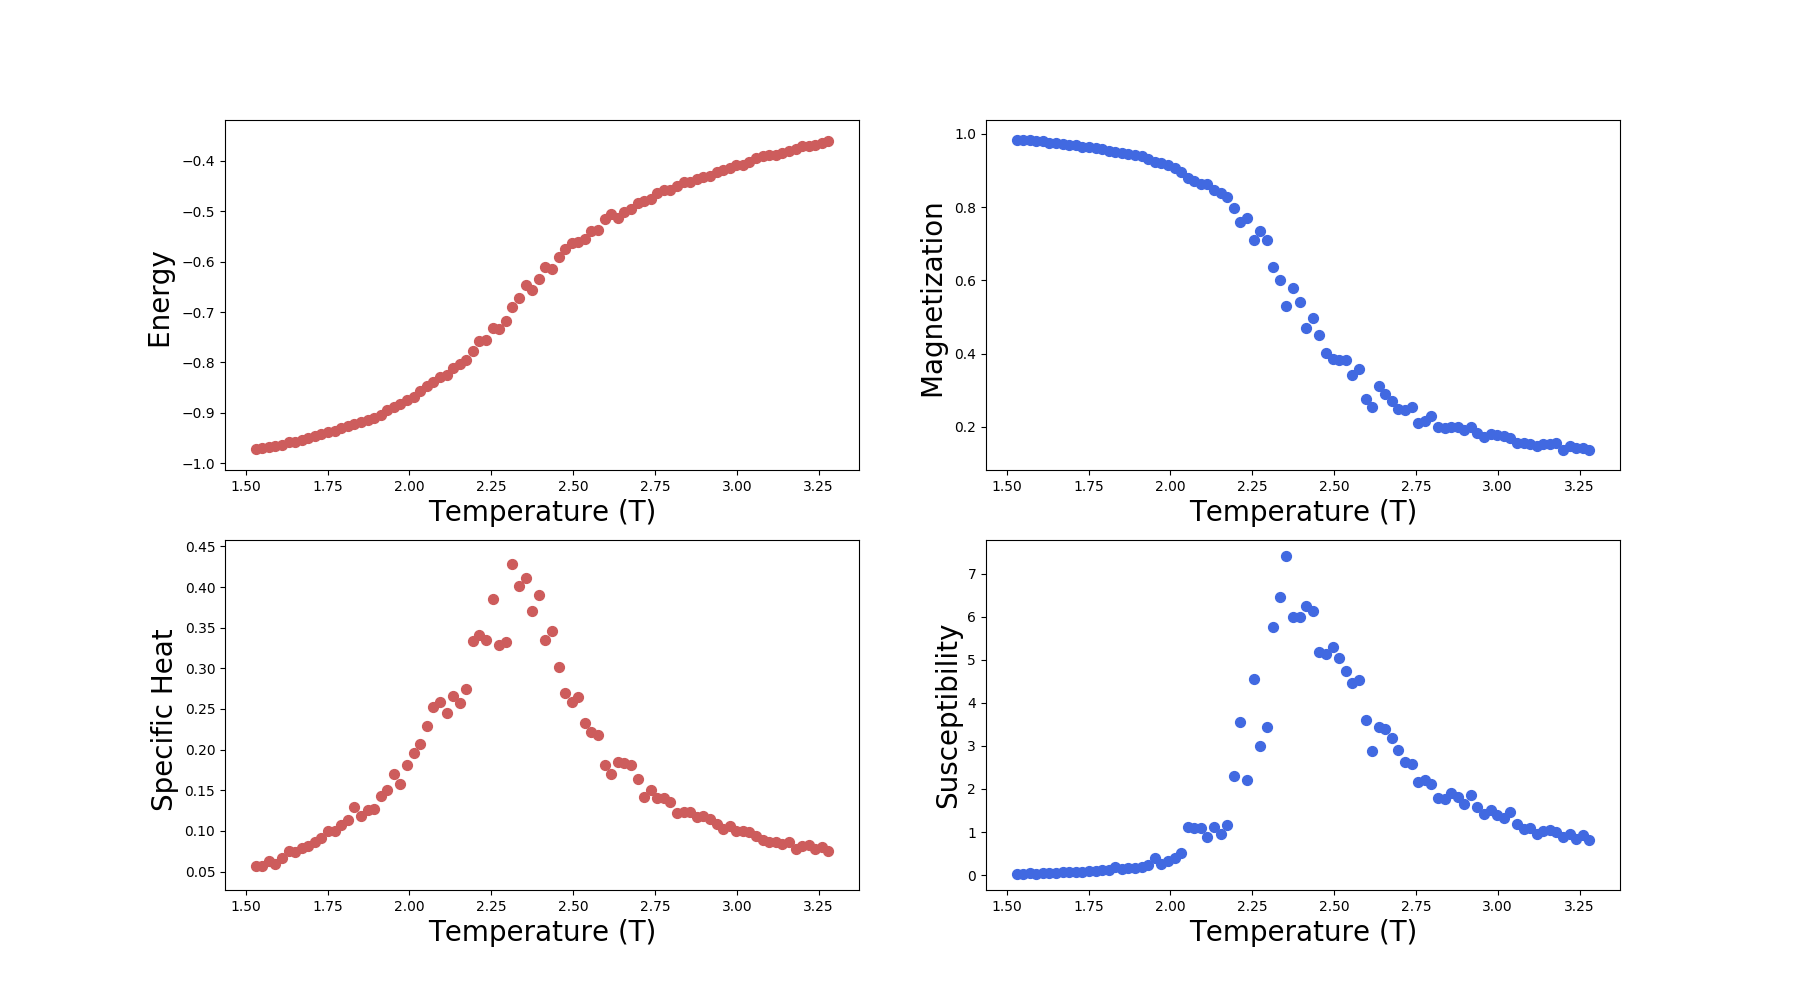 Energy
−0.4
−0.5
−0.6
−0.7
−0.8
−0.9
−1.0
1.50 1.75 2.00 2.25 2.50 2.75 3.00 3.25
Temperature (T)
Magnetization
1.0
0.8
0.6
0.4
0.2
1.50 1.75 2.00 2.25 2.50 2.75 3.00 3.25
Temperature (T)
Specific Heat
0.45
0.40
0.35
0.30
0.25
0.20
0.15
0.10
0.05
1.50 1.75 2.00 2.25 2.50 2.75 3.00 3.25
Temperature (T)
Susceptibility
7
6
5
4
3
2
1
0
1.50 1.75 2.00 2.25 2.50 2.75 3.00 3.25
Temperature (T)